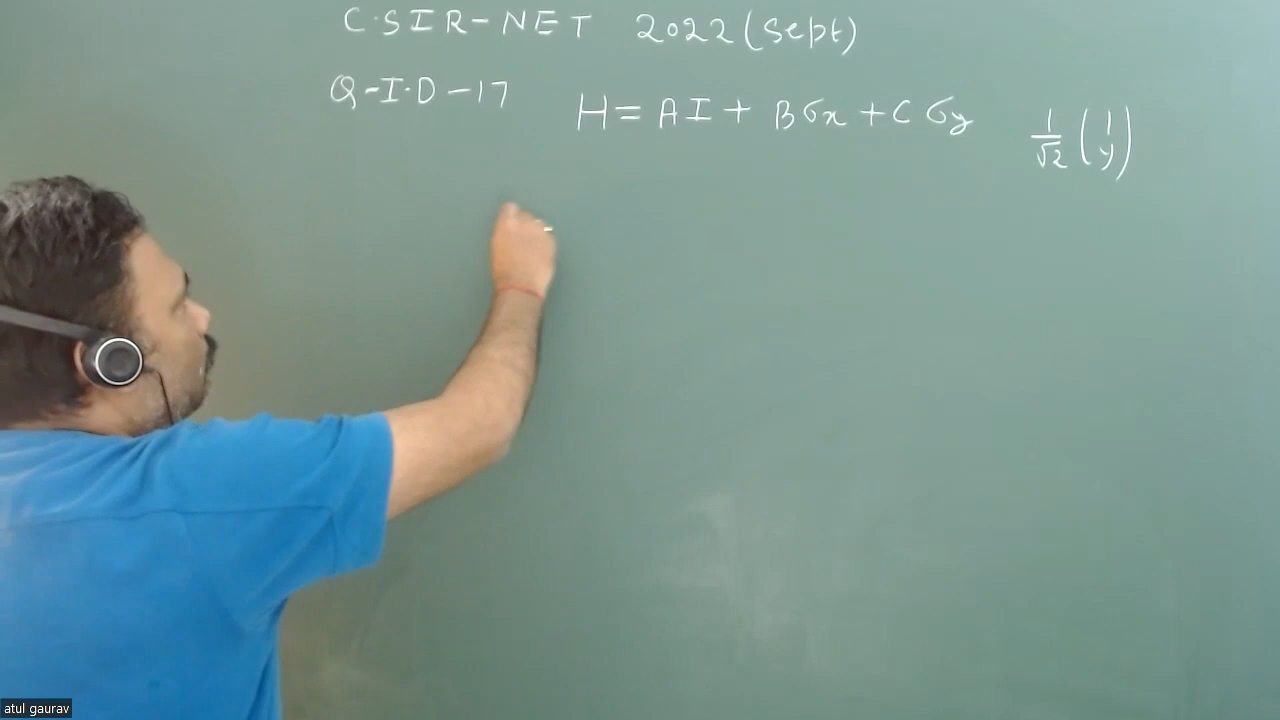 C.SIR-NET 2022 (Sept)
Q-I.D-17
H = AI + Bσx + Cσy 1/√2 (1 y)
atul gaurav